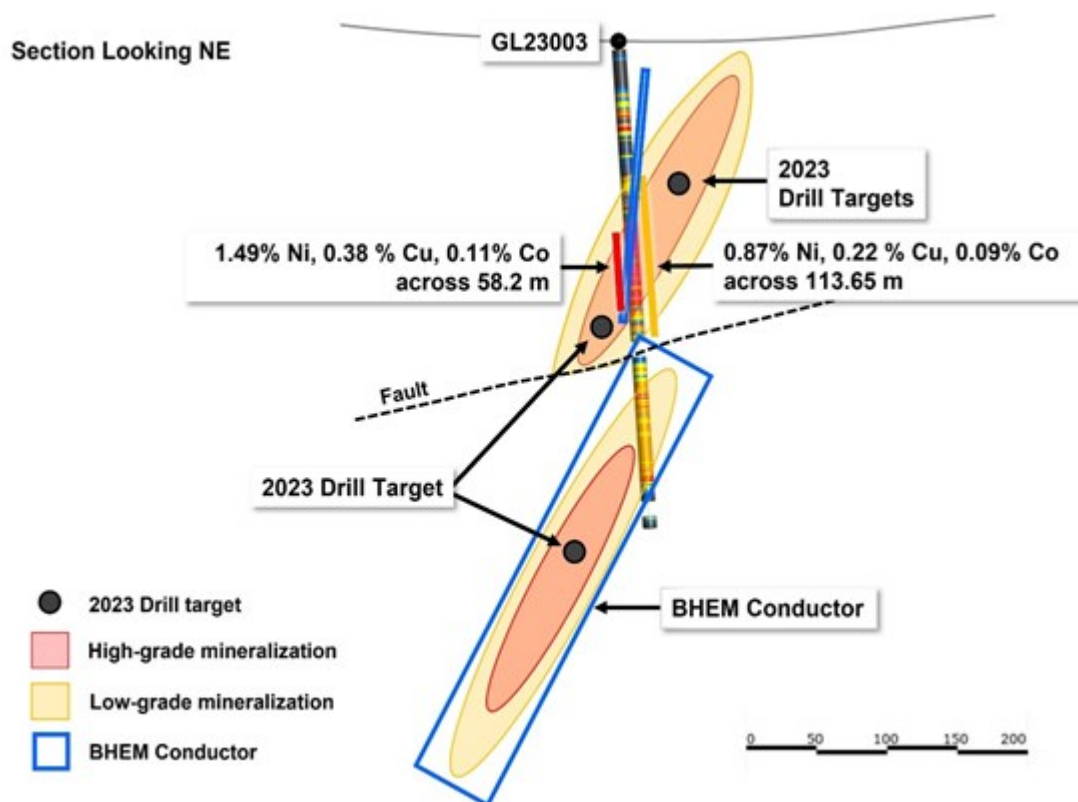 Section Looking NE
GL23003
2023
Drill Targets
1.49% Ni, 0.38 % Cu, 0.11% Co
across 58.2 m
0.87% Ni, 0.22 % Cu, 0.09% Co
across 113.65 m
Fault
2023 Drill Target
BHEM Conductor
2023 Drill target
High-grade mineralization
Low-grade mineralization
BHEM Conductor
0 50 100 150 200